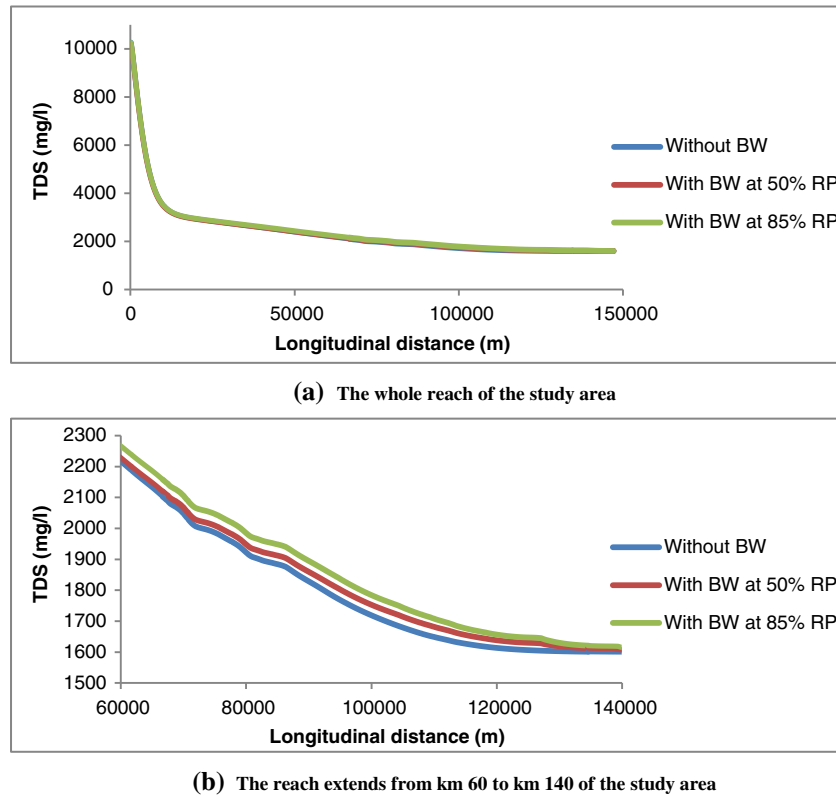 10000
8000
6000
4000
2000
0
TDS (mg/l)
0 50000 100000 150000
Longitudinal distance (m)
Without BW
With BW at 50% RP
With BW at 85% RP
(a) The whole reach of the study area
2300
2200
2100
2000
1900
1800
1700
1600
1500
TDS (mg/l)
60000 80000 100000 120000 140000
Longitudinal distance (m)
Without BW
With BW at 50% RP
With BW at 85% RP
(b) The reach extends from km 60 to km 140 of the study area